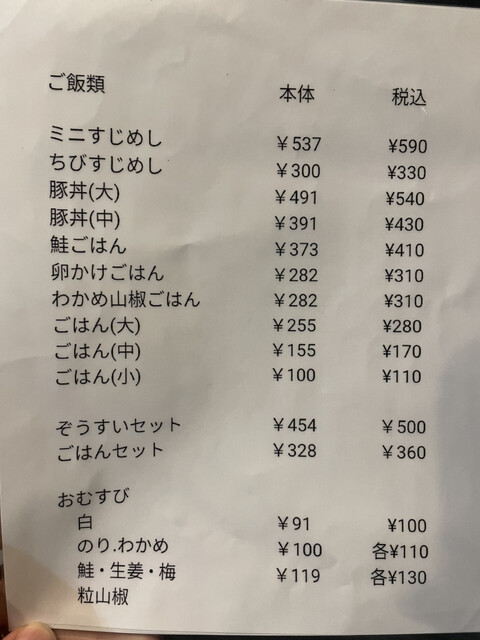 ご飯類 本体 税込
ミニすじめし ￥537 ¥590
ちびすじめし ￥300 ¥330
豚丼(大) ￥491 ¥540
豚丼(中) ￥391 ¥430
鮭ごはん ￥373 ¥410
卵かけごはん ￥282 ¥310
わかめ山椒ごはん ￥282 ¥310
ごはん(大) ￥255 ¥280
ごはん(中) ￥155 ¥170
ごはん(小) ￥100 ¥110
ぞうすいセット ￥454 ￥500
ごはんセット ￥328 ￥360
おむすび
白 ￥91 ¥100
のり.わかめ ￥100 各¥110
鮭・生姜・梅 ￥119 各¥130
粒山椒